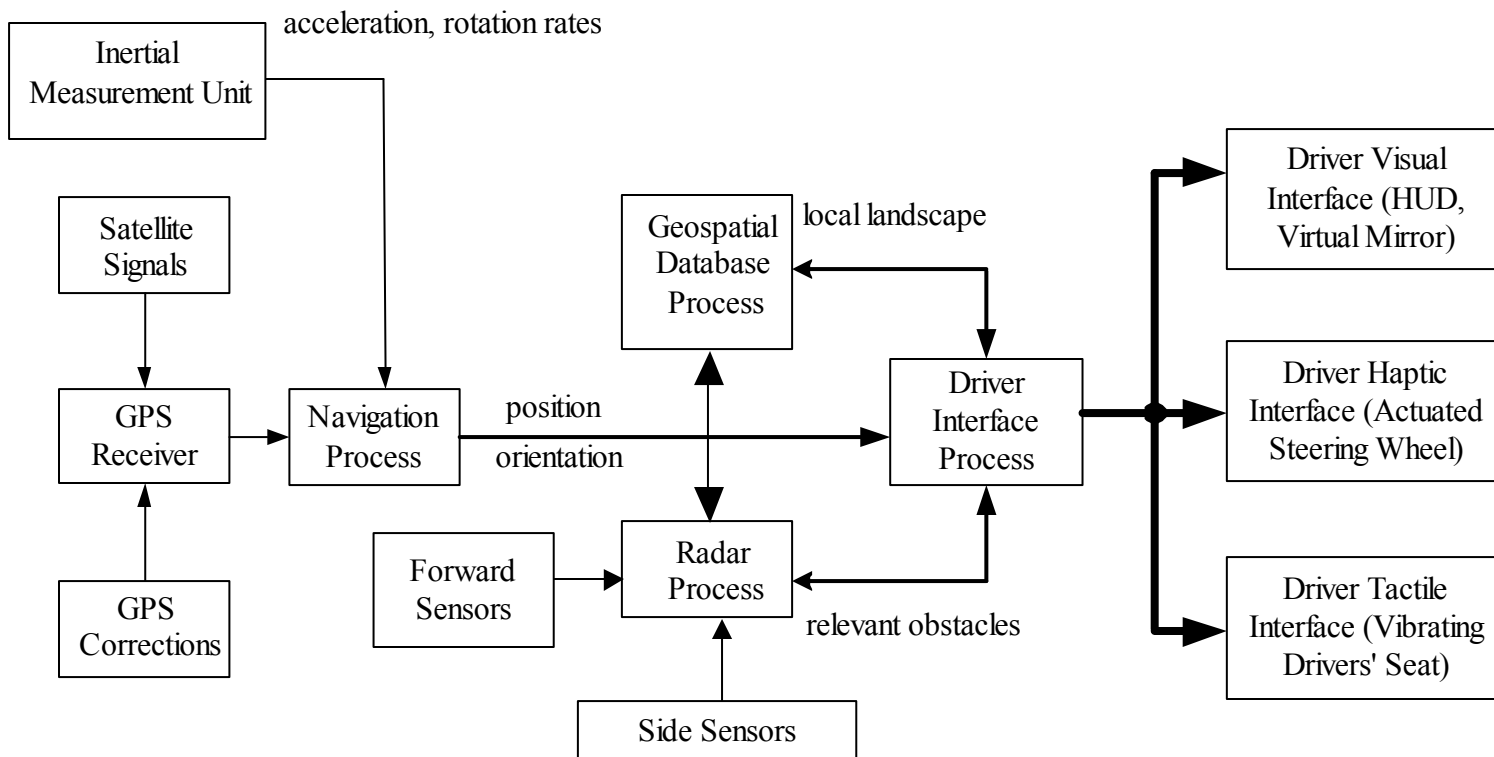 acceleration, rotation rates
Inertial
Measurement Unit
Satellite
Signals
GPS
Receiver
GPS
Corrections
Navigation
Process
position
orientation
Geospatial
Database
Process
local landscape
Forward
Sensors
Radar
Process
relevant obstacles
Side Sensors
Driver
Interface
Process
Driver Visual
Interface (HUD,
Virtual Mirror)
Driver Haptic
Interface (Actuated
Steering Wheel)
Driver Tactile
Interface (Vibrating
Drivers' Seat)